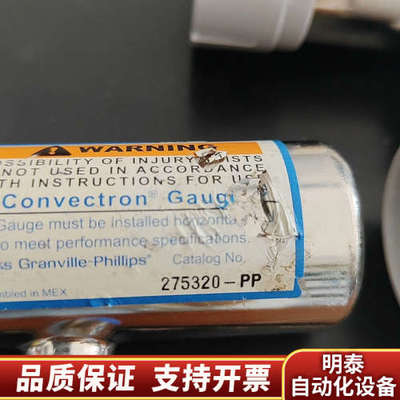 WARNING
OSSIBILITY OF INJURY EXISTS
NOT USED IN ACCORDANCE
TH INSTRUCTIONS FOR USE
Convectron® Gauge
Gauge must be installed horizonta
o meet performance specifications.
ks Granville-Phillips® Catalog No.
275320-PP
mbled in MEX
品质保证 支持开票
明泰
自动化设备